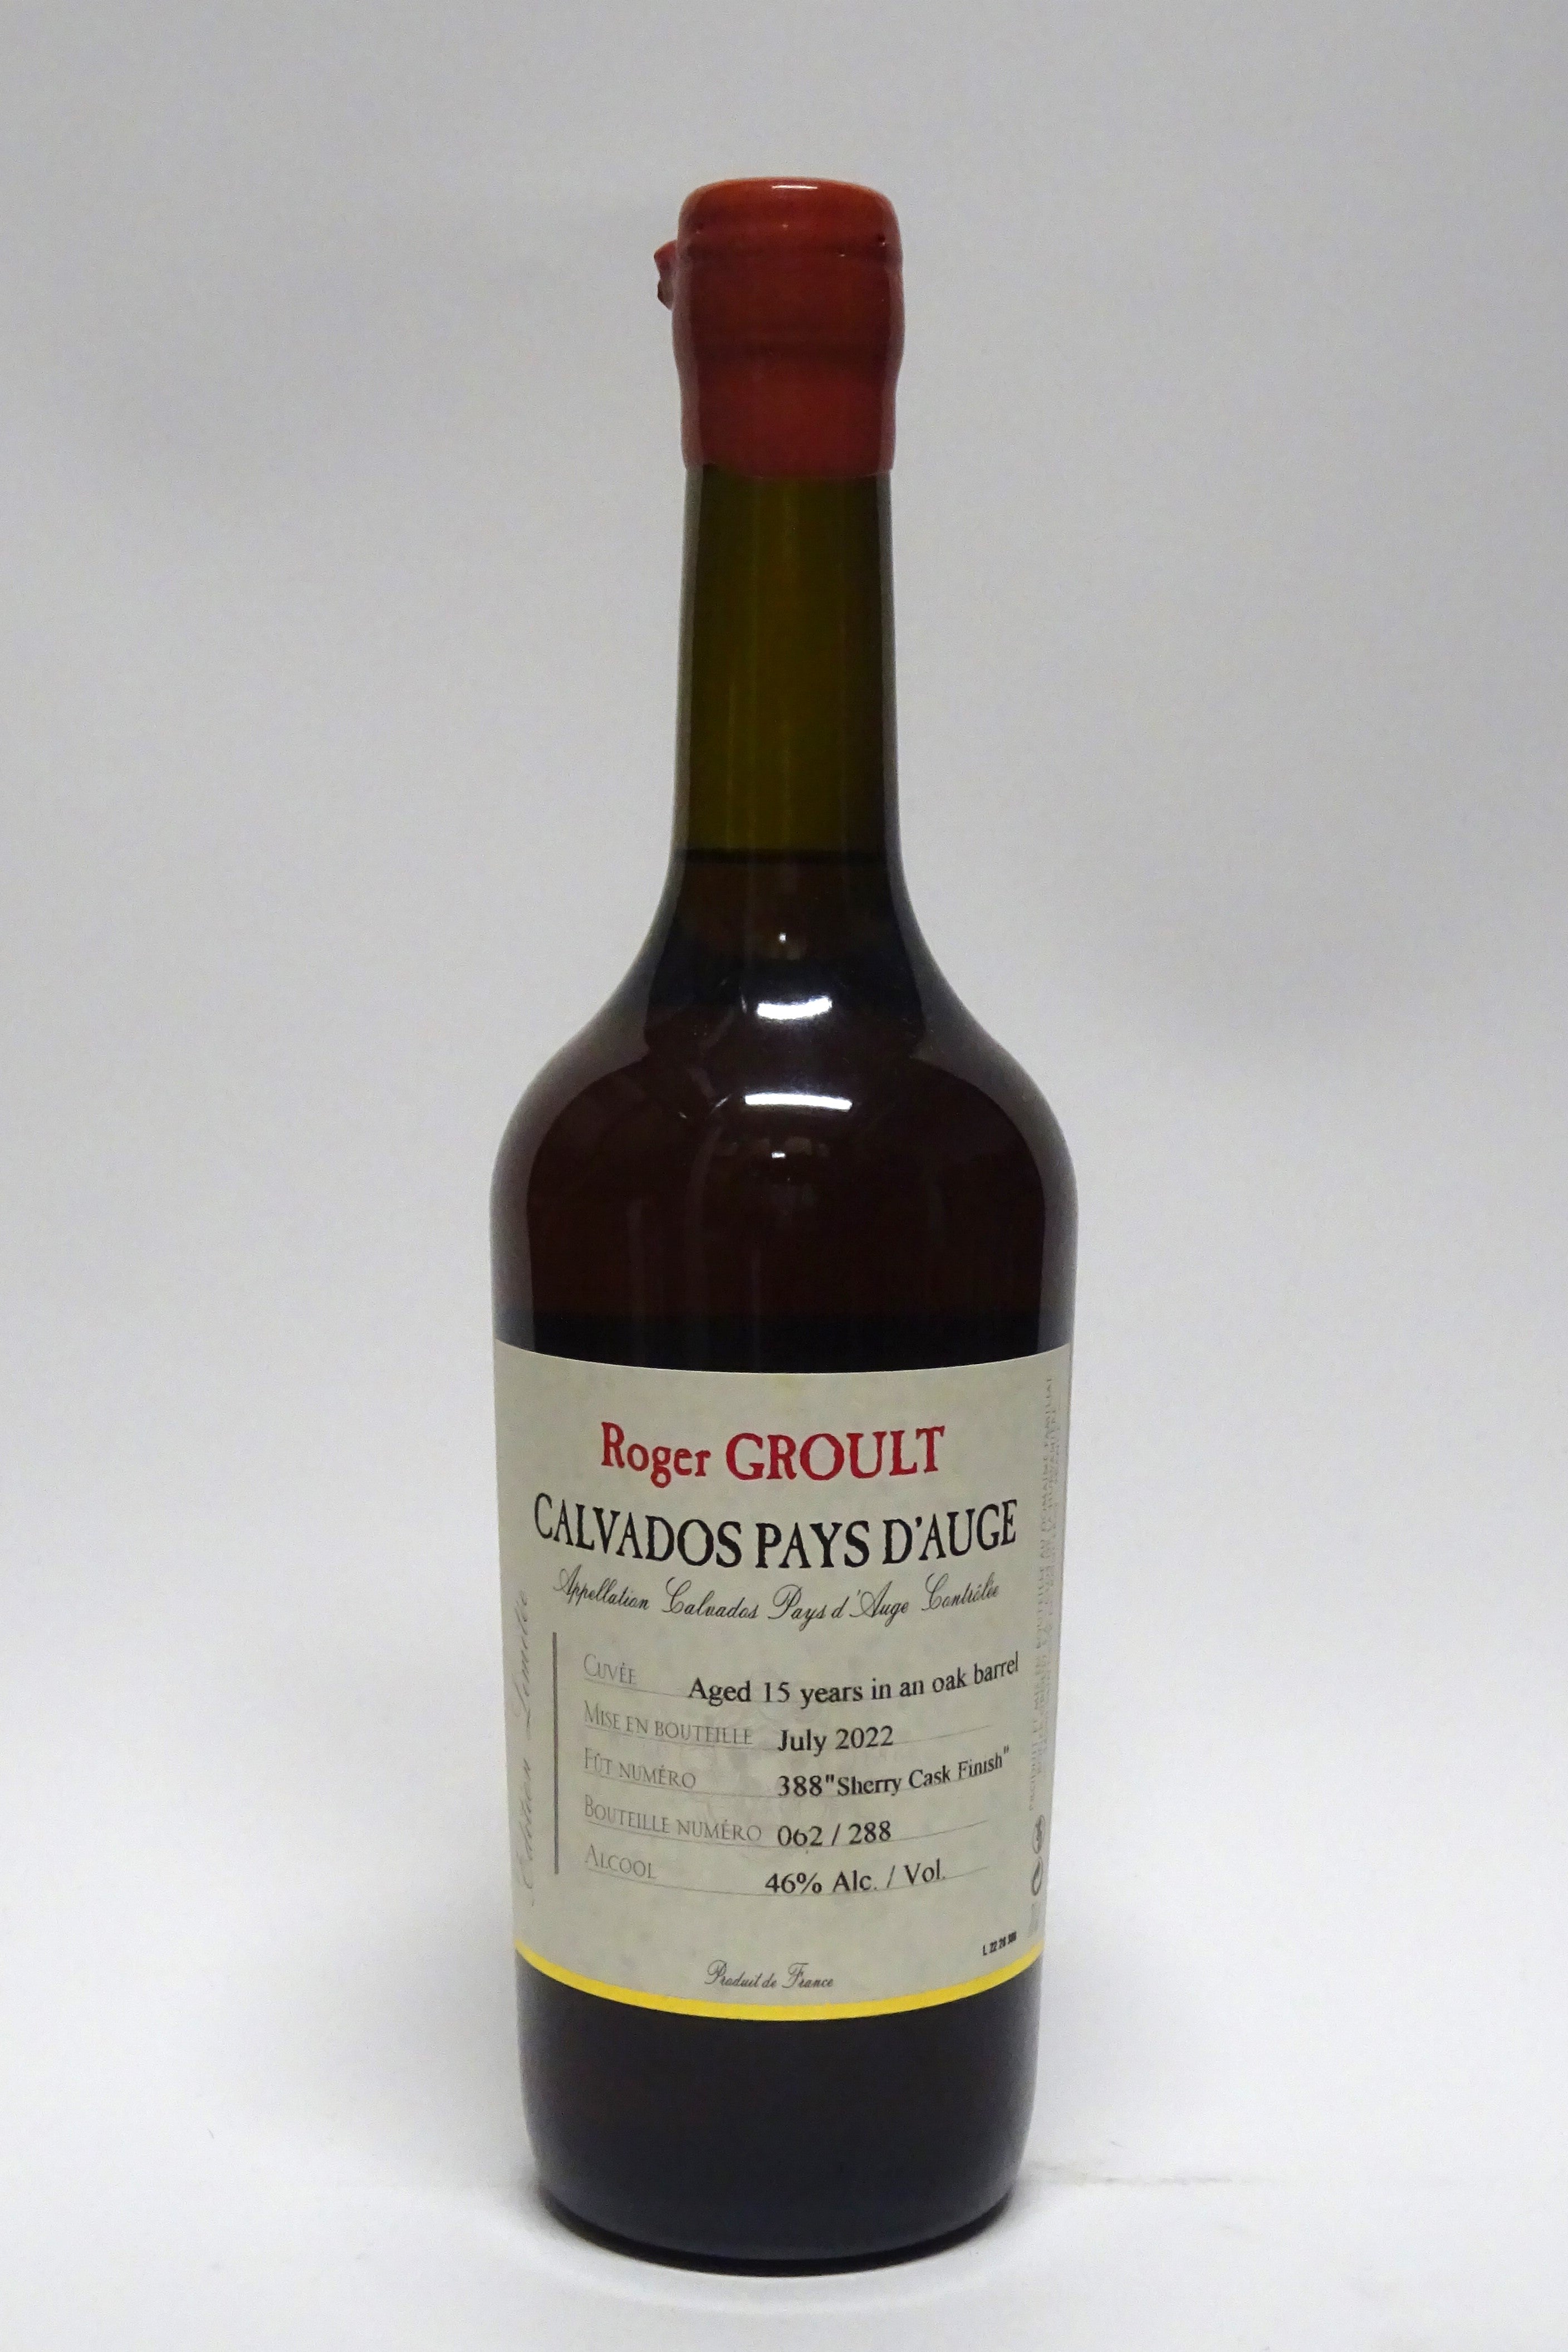 Roger GROULT
CALVADOS PAYS D'AUGE
Appellation Calvados Pays d'Auge Contrôlée
CUVÉE Aged 15 years in an oak barrel
MISE EN BOUTEILLE July 2022
FÛT NUMÉRO 388"Sherry Cask Finish"
BOUTEILLE NUMÉRO 062 / 288
ALCOOL 46% Alc. / Vol.
Produit de France
Edition Limitée